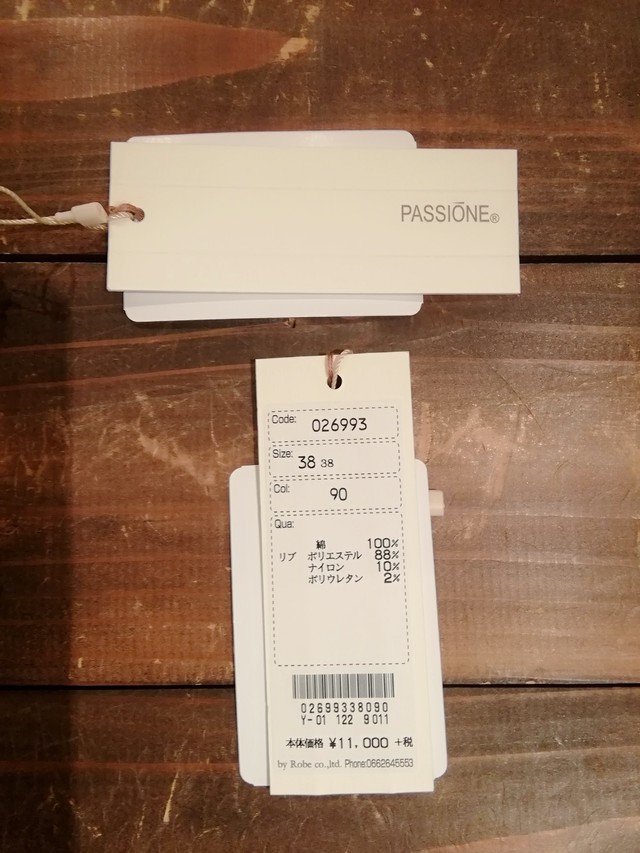 PASSIŌNE®
Code: 026993
Size: 38 38
Col: 90
Qua:
綿 100%
リブ ポリエステル 88%
ナイロン 10%
ポリウレタン 2%
02699338090
Y-01 122 9011
本体価格 ¥11.000 +税
by Robe co.,ltd. Phone:0662645553